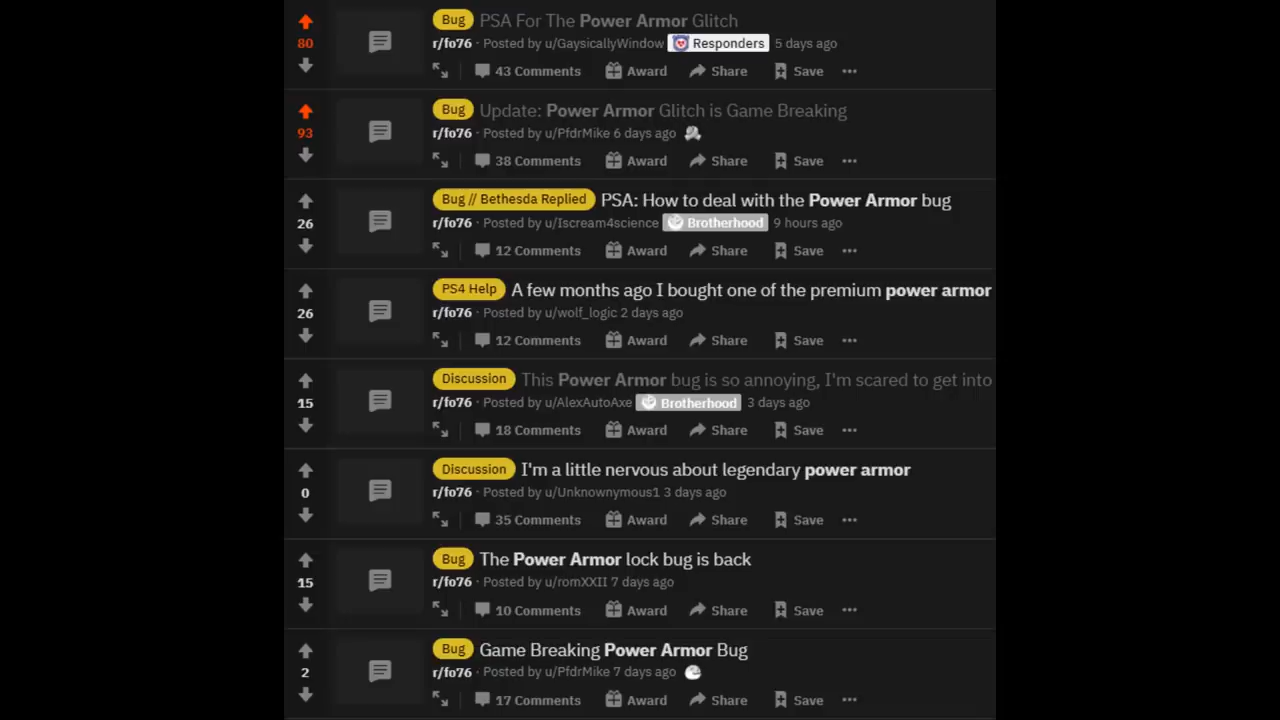 Bug PSA For The Power Armor Glitch
80
r/fo76 · Posted by u/GaysicallyWindow Responders 5 days ago
43 Comments Award Share Save
Bug Update: Power Armor Glitch is Game Breaking
93
r/fo76 · Posted by u/PfdrMike 6 days ago
38 Comments Award Share Save
Bug // Bethesda Replied PSA: How to deal with the Power Armor bug
26
r/fo76 · Posted by u/Iscream4science Brotherhood 9 hours ago
12 Comments Award Share Save
PS4 Help A few months ago I bought one of the premium power armor
26
r/fo76 · Posted by u/wolf_logic 2 days ago
12 Comments Award Share Save
Discussion This Power Armor bug is so annoying, I'm scared to get into
15
r/fo76 · Posted by u/AlexAutoAxe Brotherhood 3 days ago
18 Comments Award Share Save
Discussion I'm a little nervous about legendary power armor
0
r/fo76 · Posted by u/Unknownymous1 3 days ago
35 Comments Award Share Save
Bug The Power Armor lock bug is back
15
r/fo76 · Posted by u/romXXII 7 days ago
10 Comments Award Share Save
Bug Game Breaking Power Armor Bug
2
r/fo76 · Posted by u/PfdrMike 7 days ago
17 Comments Award Share Save